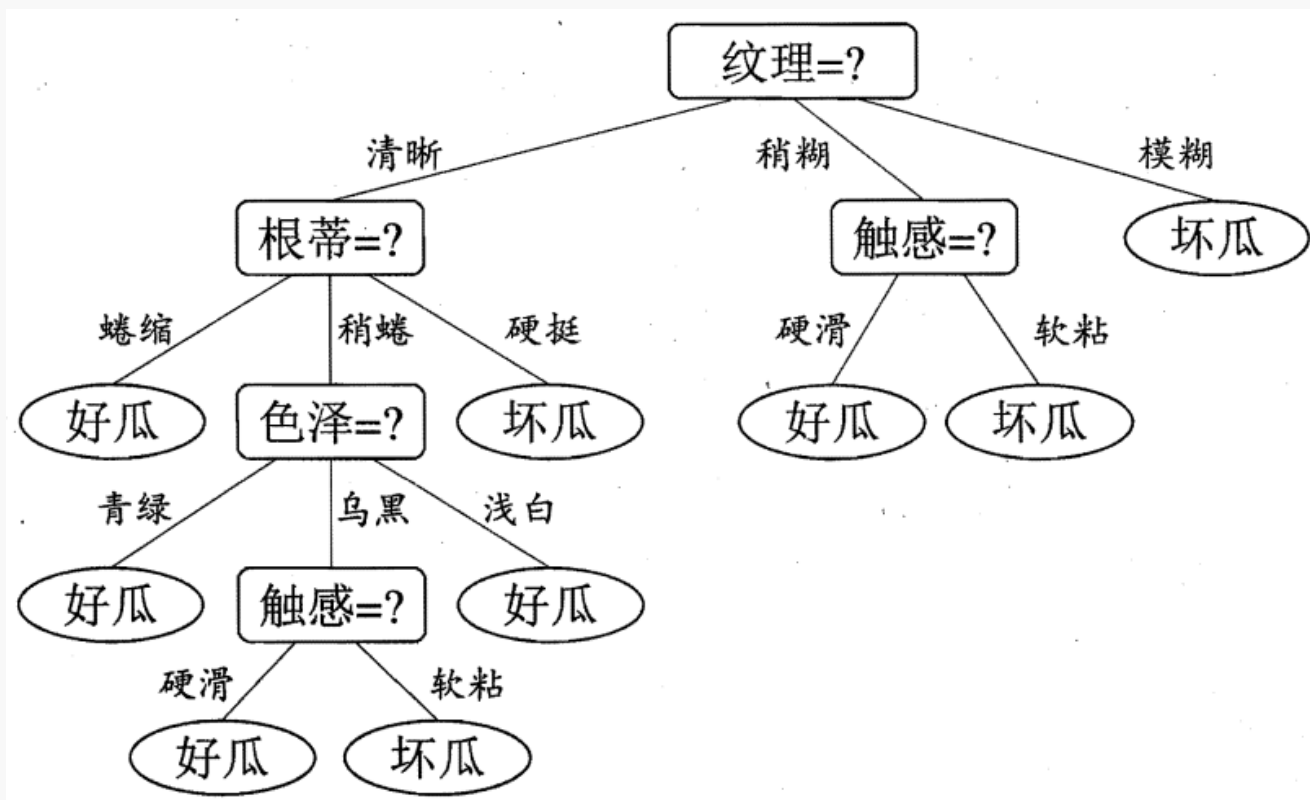 纹理=?
清晰
稍糊
模糊
根蒂=?
触感=?
坏瓜
蜷缩
稍蜷
硬挺
硬滑
软粘
好瓜
色泽=?
坏瓜
好瓜
坏瓜
青绿
乌黑
浅白
好瓜
触感=?
好瓜
硬滑
软粘
好瓜
坏瓜